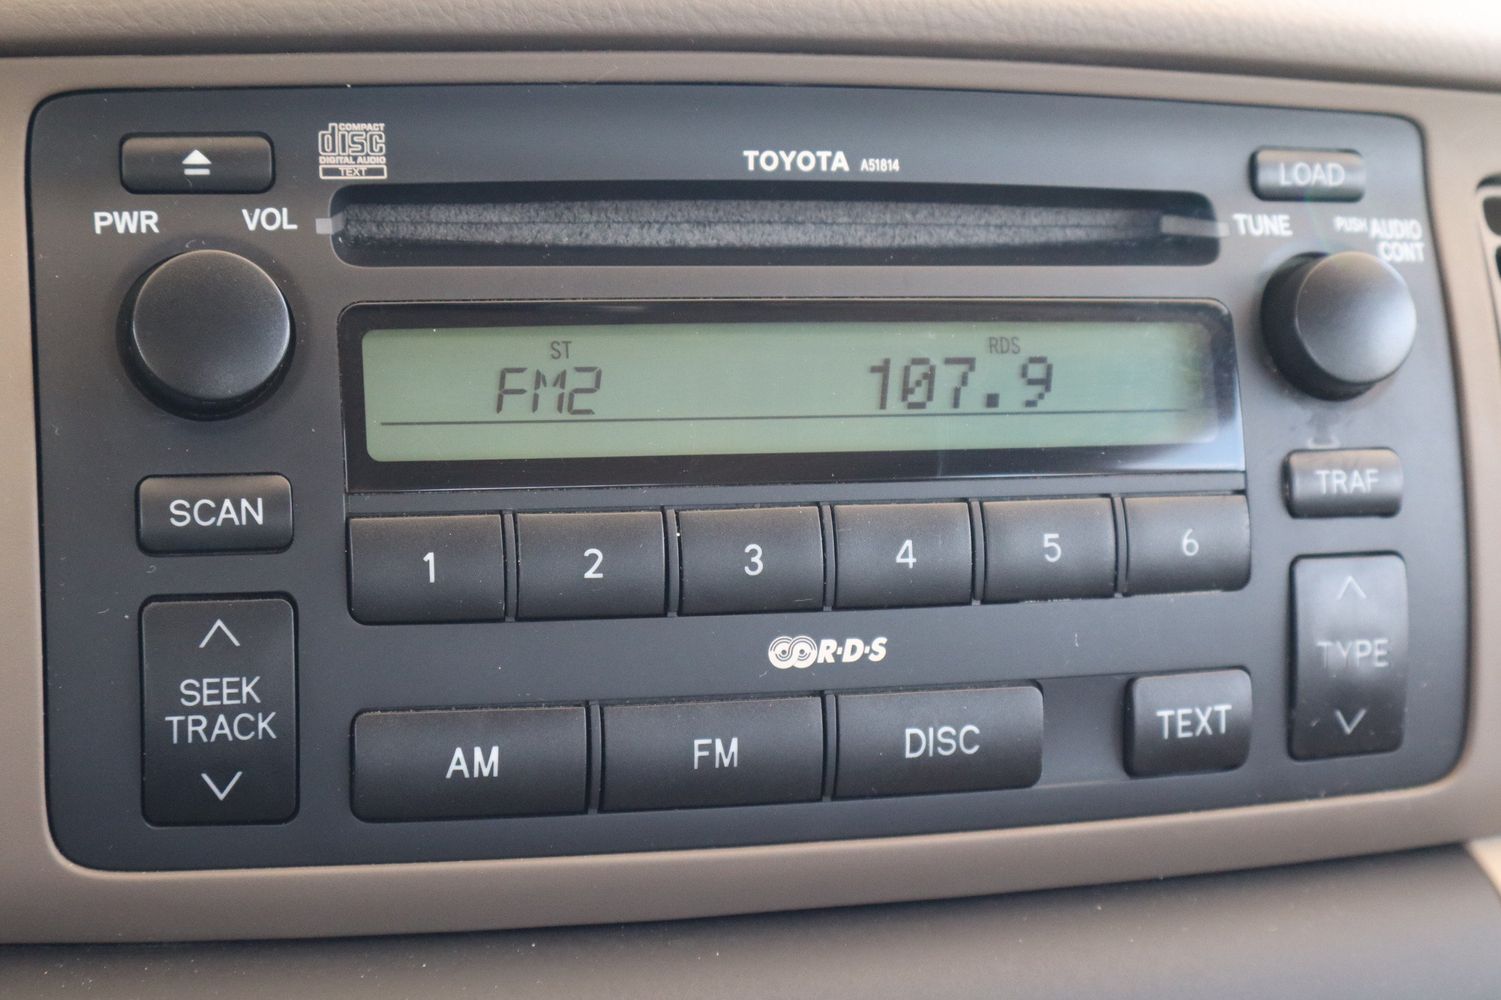 COMPACT
disc
DIGITAL AUDIO
TEXT
TOYOTA A51814
LOAD
PWR VOL
TUNE PUSH AUDIO
CONT
ST RDS
FM2 107.9
SCAN
TRAF
1 2 3 4 5 6
R·D·S
SEEK
TRACK
TYPE
AM FM DISC TEXT